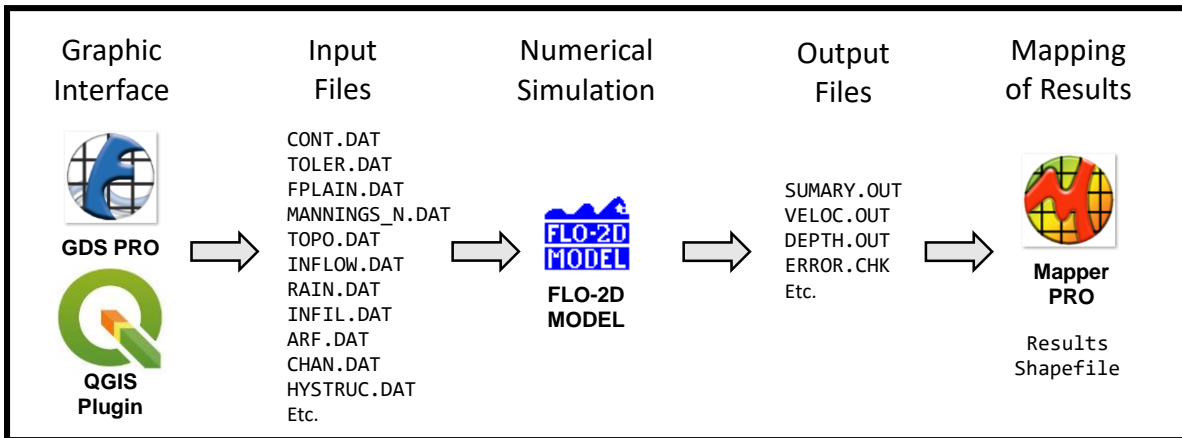 Graphic
Interface
GDS PRO
QGIS
Plugin
Input
Files
CONT.DAT
TOLER.DAT
FPLAIN.DAT
MANNINGS_N.DAT
TOPO.DAT
INFLOW.DAT
RAIN.DAT
INFIL.DAT
ARF.DAT
CHAN.DAT
HYSTRUC.DAT
Etc.
Numerical
Simulation
FLO-2D
MODEL
FLO-2D
MODEL
Output
Files
SUMARY.OUT
VELOC.OUT
DEPTH.OUT
ERROR.CHK
Etc.
Mapping
of Results
Mapper
PRO
Results
Shapefile